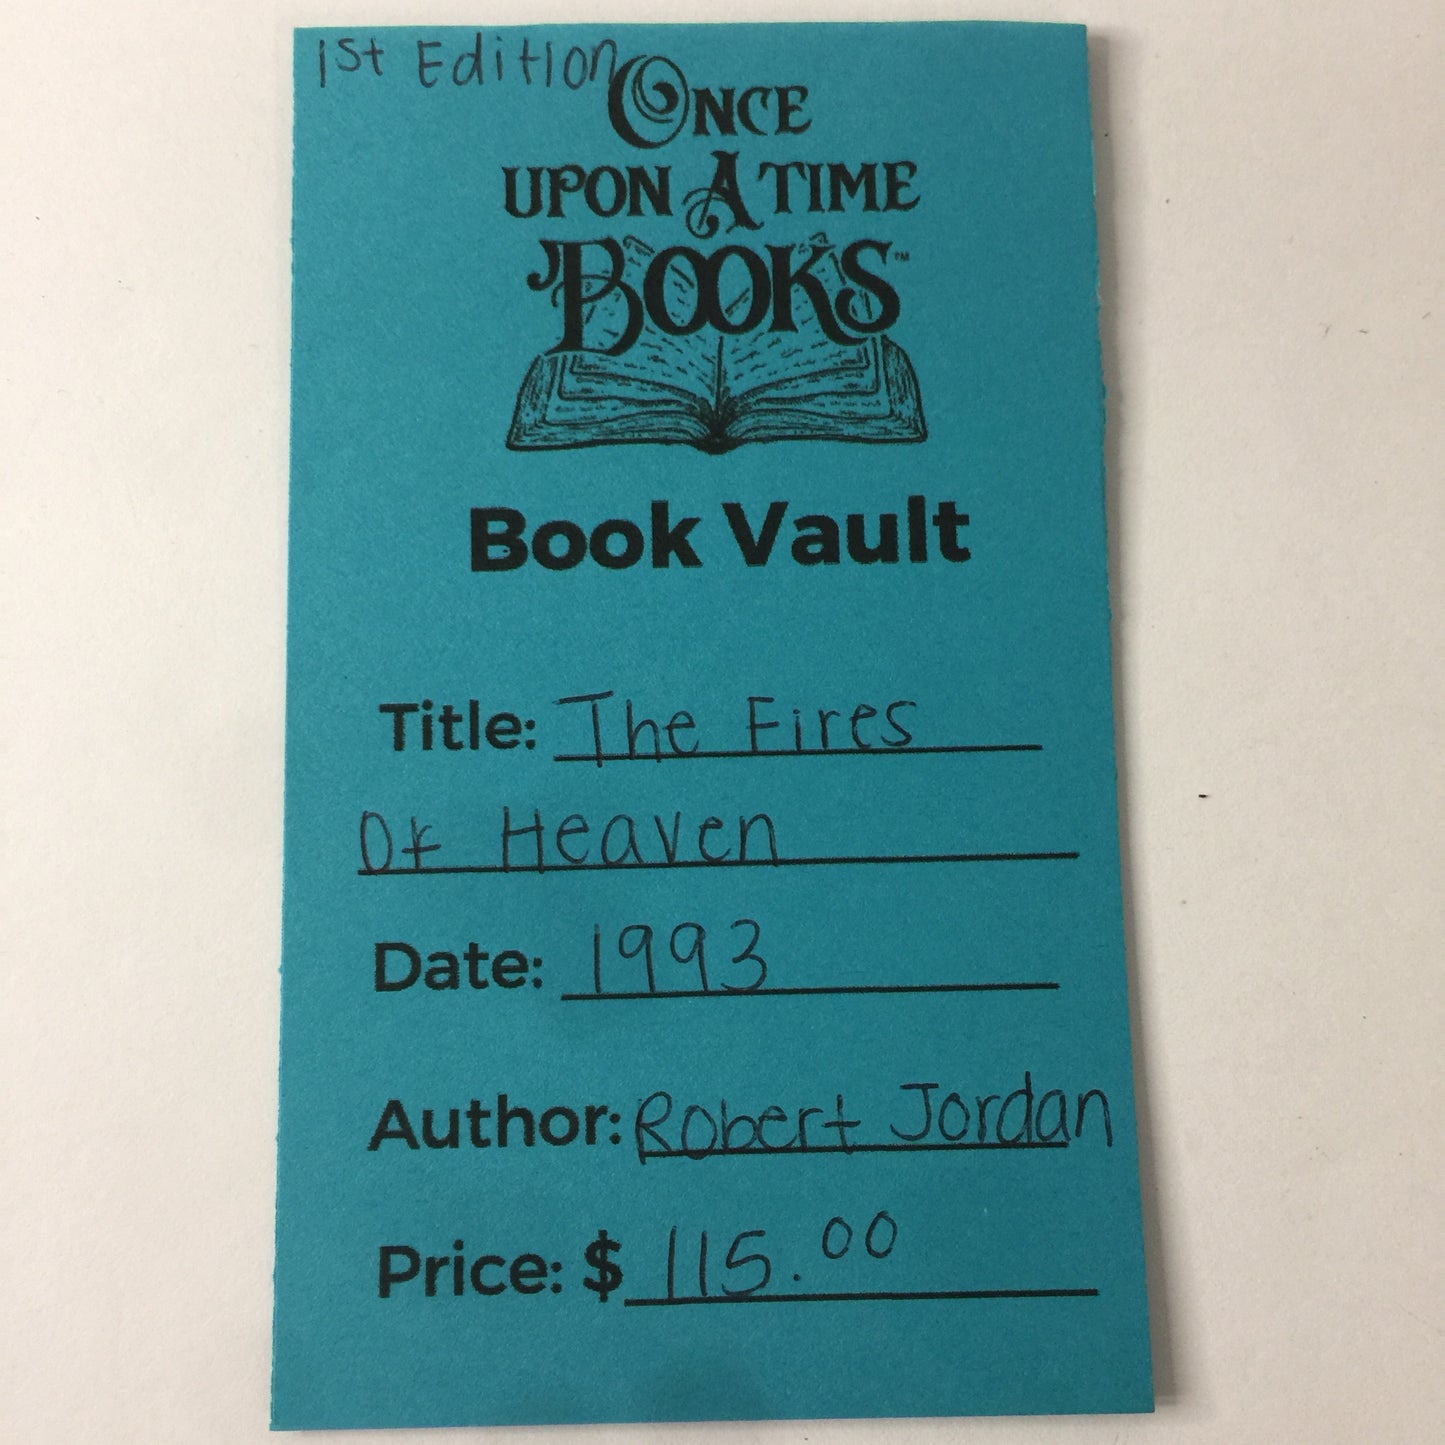 1st Edition
ONCE
UPON A TIME
BOOKS™
Book Vault
Title: The Fires
Of Heaven
Date: 1993
Author: Robert Jordan
Price: $ 115.00